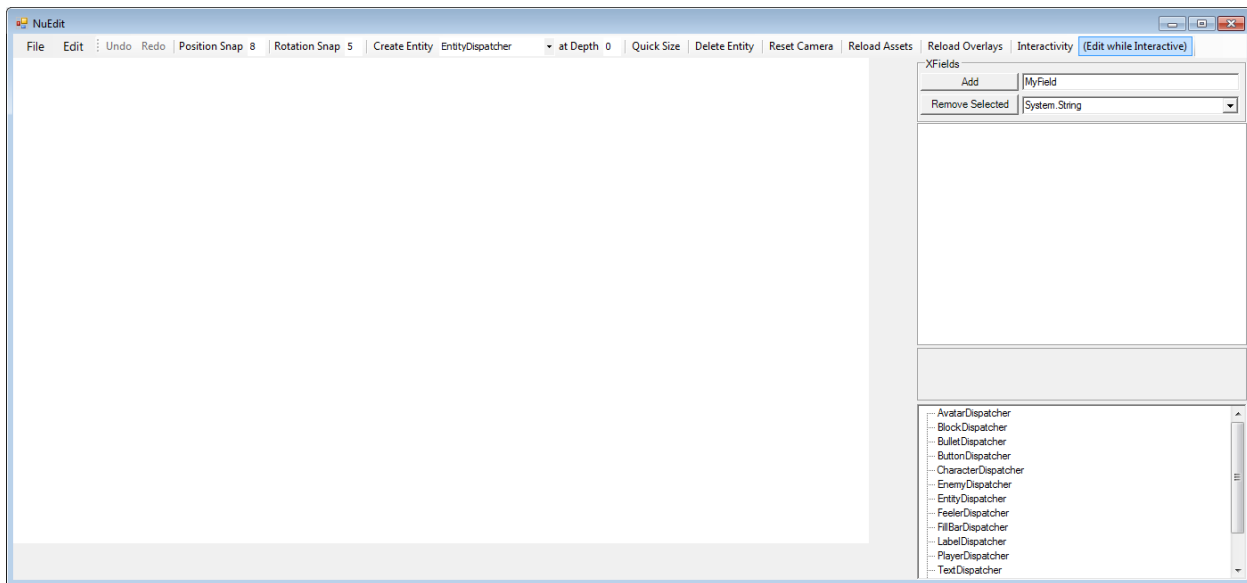 NuEdit
File Edit Undo Redo Position Snap 8 Rotation Snap 5 Create Entity EntityDispatcher at Depth 0 Quick Size Delete Entity Reset Camera Reload Assets Reload Overlays Interactivity (Edit while Interactive)
XFields
Add MyField
Remove Selected System.String
AvatarDispatcher
BlockDispatcher
BulletDispatcher
ButtonDispatcher
CharacterDispatcher
EnemyDispatcher
EntityDispatcher
FeelerDispatcher
FillBarDispatcher
LabelDispatcher
PlayerDispatcher
TextDispatcher